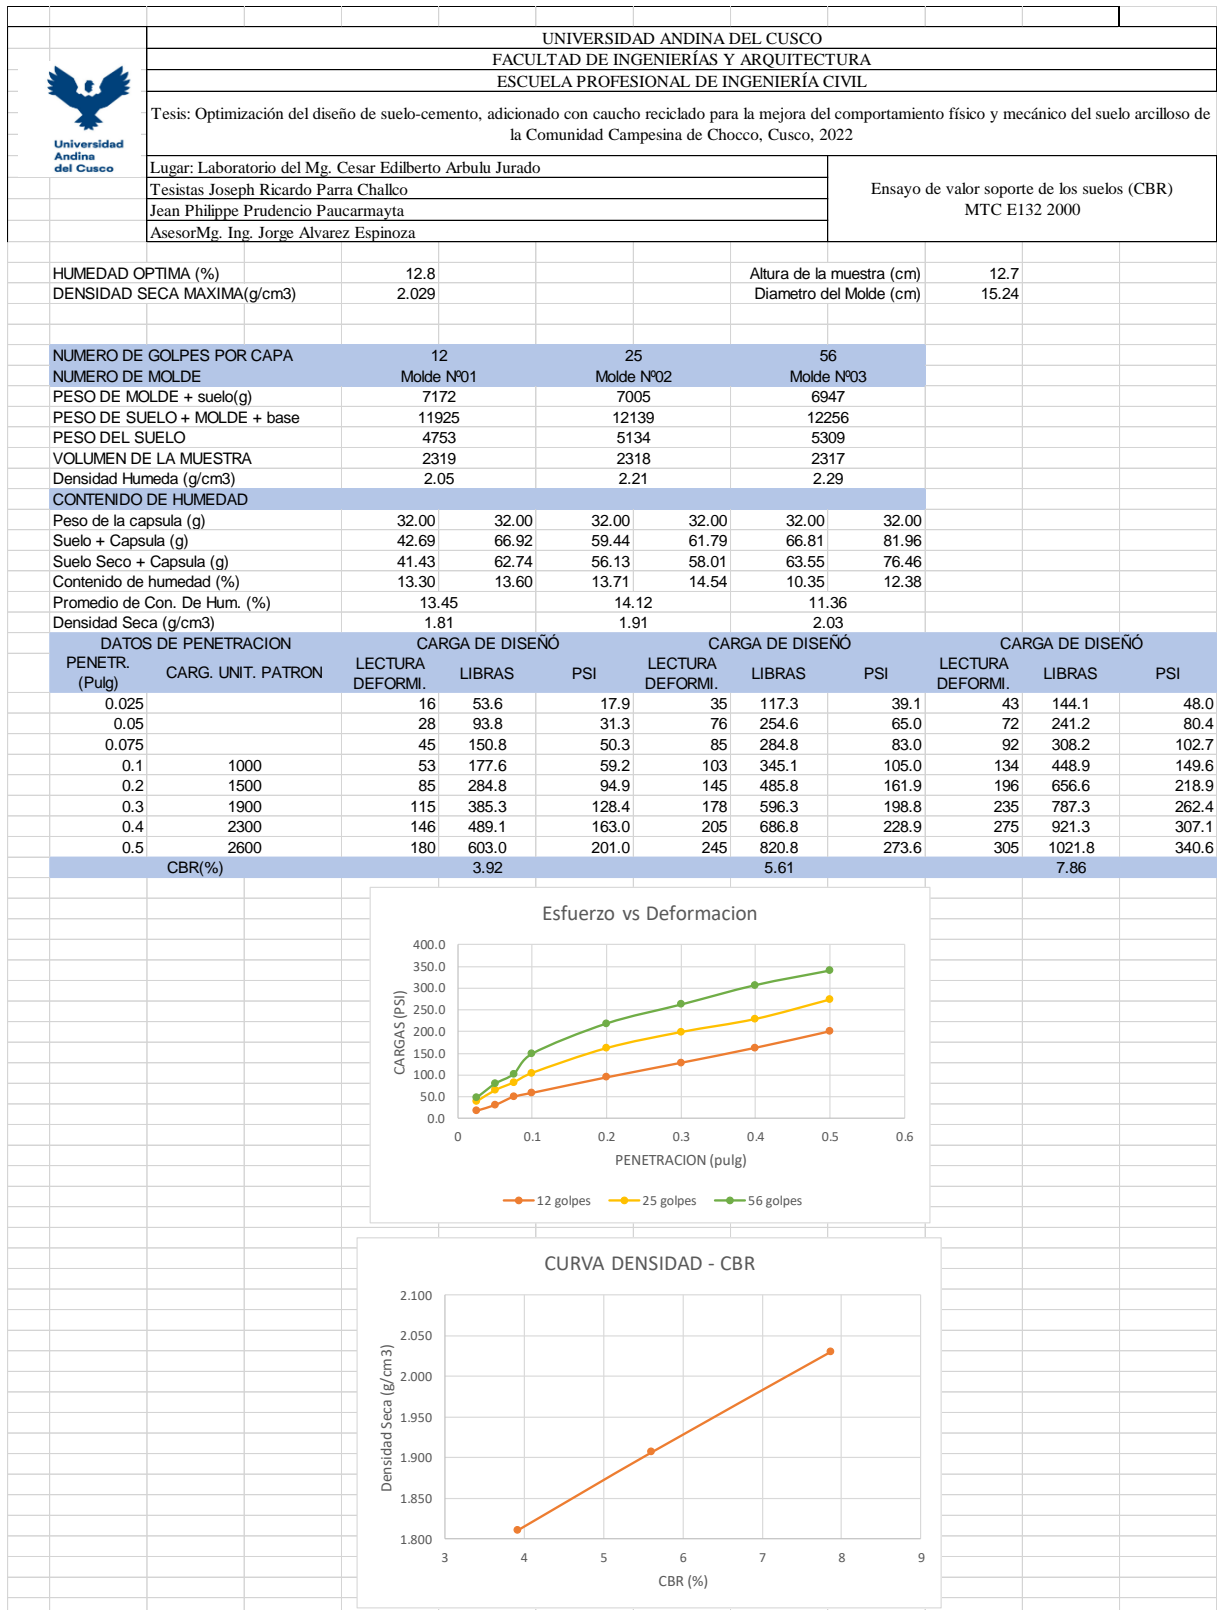 UNIVERSIDAD ANDINA DEL CUSCO
FACULTAD DE INGENIERÍAS Y ARQUITECTURA
ESCUELA PROFESIONAL DE INGENIERÍA CIVIL
Universidad
Andina
del Cusco
Tesis: Optimización del diseño de suelo-cemento, adicionado con caucho reciclado para la mejora del comportamiento físico y mecánico del suelo arcilloso de
la Comunidad Campesina de Chocco, Cusco, 2022
Lugar: Laboratorio del Mg. Cesar Edilberto Arbulu Jurado
Tesistas Joseph Ricardo Parra Challco
Jean Philippe Prudencio Paucarmayta
AsesorMg. Ing. Jorge Alvarez Espinoza
Ensayo de valor soporte de los suelos (CBR)
MTC E132 2000
HUMEDAD OPTIMA (%) 12.8 Altura de la muestra (cm) 12.7
DENSIDAD SECA MAXIMA(g/cm3) 2.029 Diametro del Molde (cm) 15.24
NUMERO DE GOLPES POR CAPA 12 25 56
NUMERO DE MOLDE Molde Nº01 Molde Nº02 Molde Nº03
PESO DE MOLDE + suelo(g) 7172 7005 6947
PESO DE SUELO + MOLDE + base 11925 12139 12256
PESO DEL SUELO 4753 5134 5309
VOLUMEN DE LA MUESTRA 2319 2318 2317
Densidad Humeda (g/cm3) 2.05 2.21 2.29
CONTENIDO DE HUMEDAD
Peso de la capsula (g) 32.00 32.00 32.00 32.00 32.00 32.00
Suelo + Capsula (g) 42.69 66.92 59.44 61.79 66.81 81.96
Suelo Seco + Capsula (g) 41.43 62.74 56.13 58.01 63.55 76.46
Contenido de humedad (%) 13.30 13.60 13.71 14.54 10.35 12.38
Promedio de Con. De Hum. (%) 13.45 14.12 11.36
Densidad Seca (g/cm3) 1.81 1.91 2.03
DATOS DE PENETRACION CARGA DE DISEÑÓ CARGA DE DISEÑÓ CARGA DE DISEÑÓ
PENETR. (Pulg) CARG. UNIT. PATRON LECTURA DEFORMI. LIBRAS PSI LECTURA DEFORMI. LIBRAS PSI LECTURA DEFORMI. LIBRAS PSI
0.025 16 53.6 17.9 35 117.3 39.1 43 144.1 48.0
0.05 28 93.8 31.3 76 254.6 65.0 72 241.2 80.4
0.075 45 150.8 50.3 85 284.8 83.0 92 308.2 102.7
0.1 1000 53 177.6 59.2 103 345.1 105.0 134 448.9 149.6
0.2 1500 85 284.8 94.9 145 485.8 161.9 196 656.6 218.9
0.3 1900 115 385.3 128.4 178 596.3 198.8 235 787.3 262.4
0.4 2300 146 489.1 163.0 205 686.8 228.9 275 921.3 307.1
0.5 2600 180 603.0 201.0 245 820.8 273.6 305 1021.8 340.6
CBR(%) 3.92 5.61 7.86
Esfuerzo vs Deformacion
CARGAS (PSI)
400.0
350.0
300.0
250.0
200.0
150.0
100.0
50.0
0.0
0 0.1 0.2 0.3 0.4 0.5 0.6
PENETRACION (pulg)
12 golpes 25 golpes 56 golpes
CURVA DENSIDAD - CBR
Densidad Seca (g/cm3)
2.100
2.050
2.000
1.950
1.900
1.850
1.800
3 4 5 6 7 8 9
CBR (%)